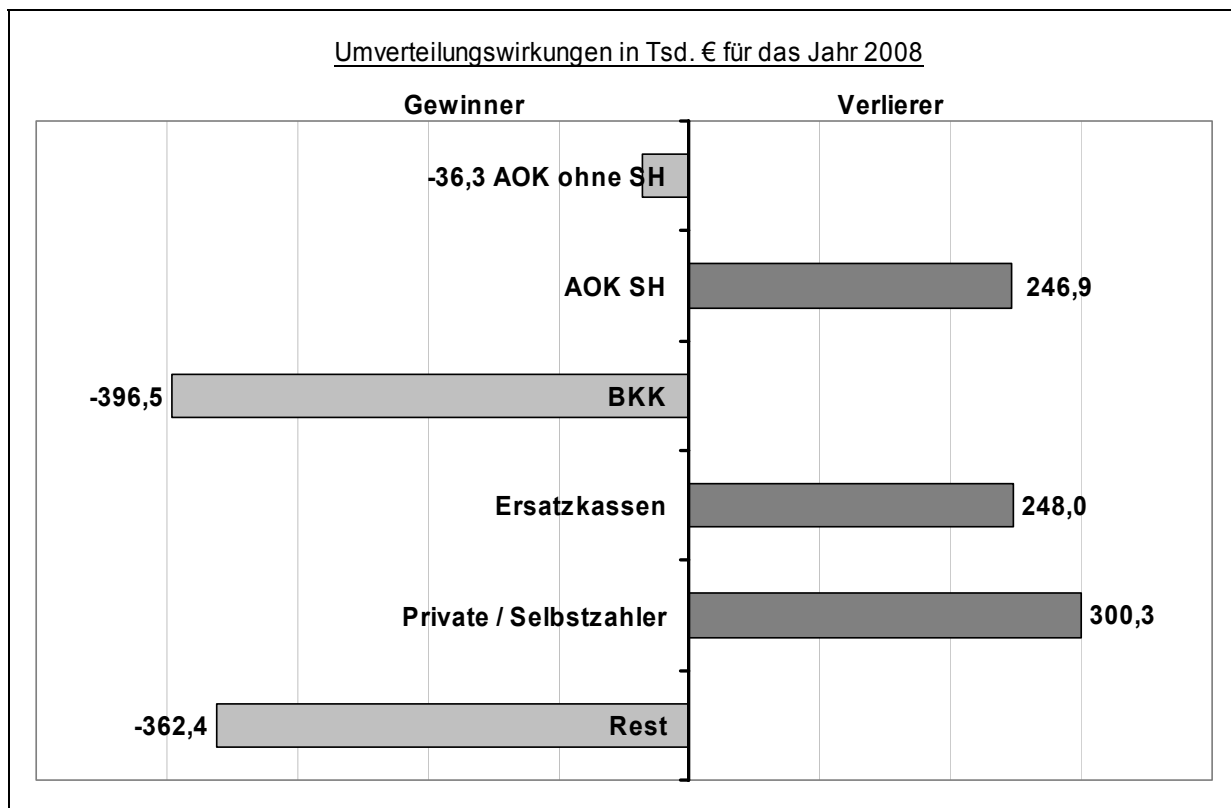 Umverteilungswirkungen in Tsd. € für das Jahr 2008
Gewinner Verlierer
-36,3 AOK ohne SH
AOK SH 246,9
-396,5 BKK
Ersatzkassen 248,0
Private / Selbstzahler 300,3
-362,4 Rest